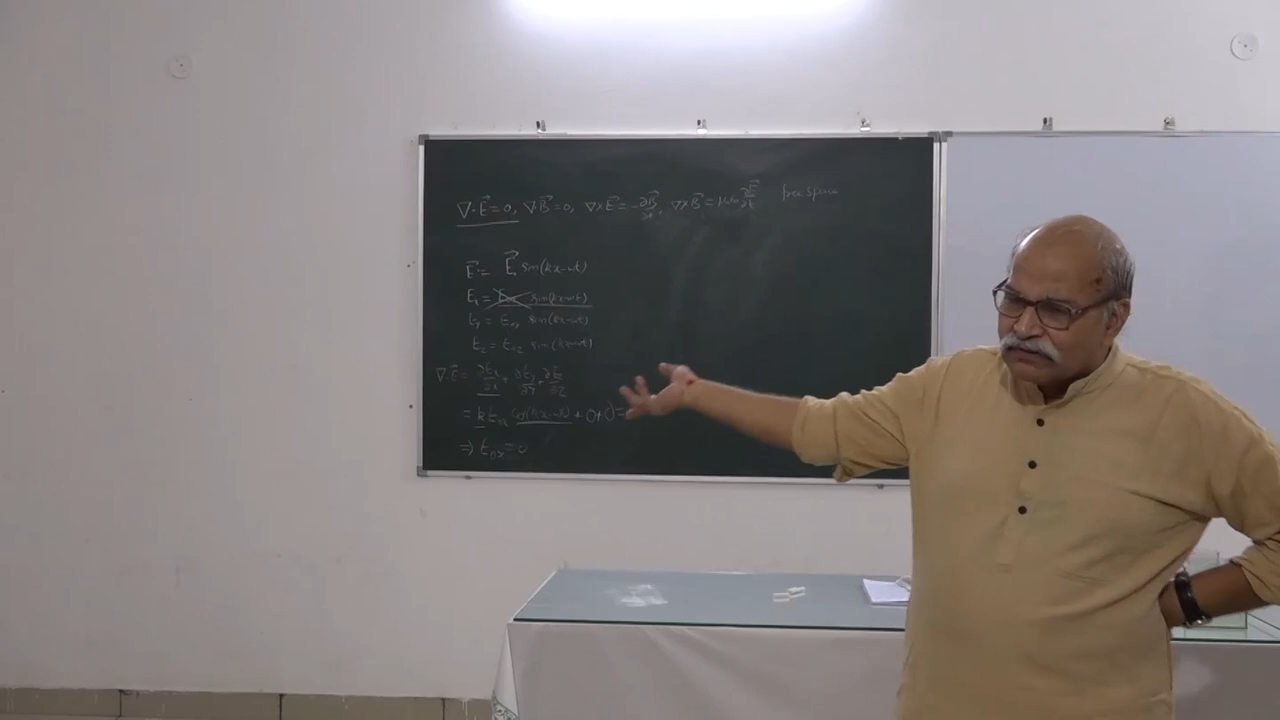 ∇·E⃗ = 0, ∇·B⃗ = 0, ∇×E⃗ = -∂B⃗/∂t, ∇×B⃗ = μ₀ε₀ ∂E⃗/∂t free space
E⃗ = E⃗₀ sin(kx-ωt)
Eₓ = E₀ₓ sin(kx-ωt)
E_y = E₀y sin(kx-ωt)
E_z = E₀z sin(kx-ωt)
∇·E⃗ = ∂Eₓ/∂x + ∂E_y/∂y + ∂E_z/∂z
= k E₀ₓ cos(kx-ωt) + 0 + 0 =
⇒ E₀ₓ = 0